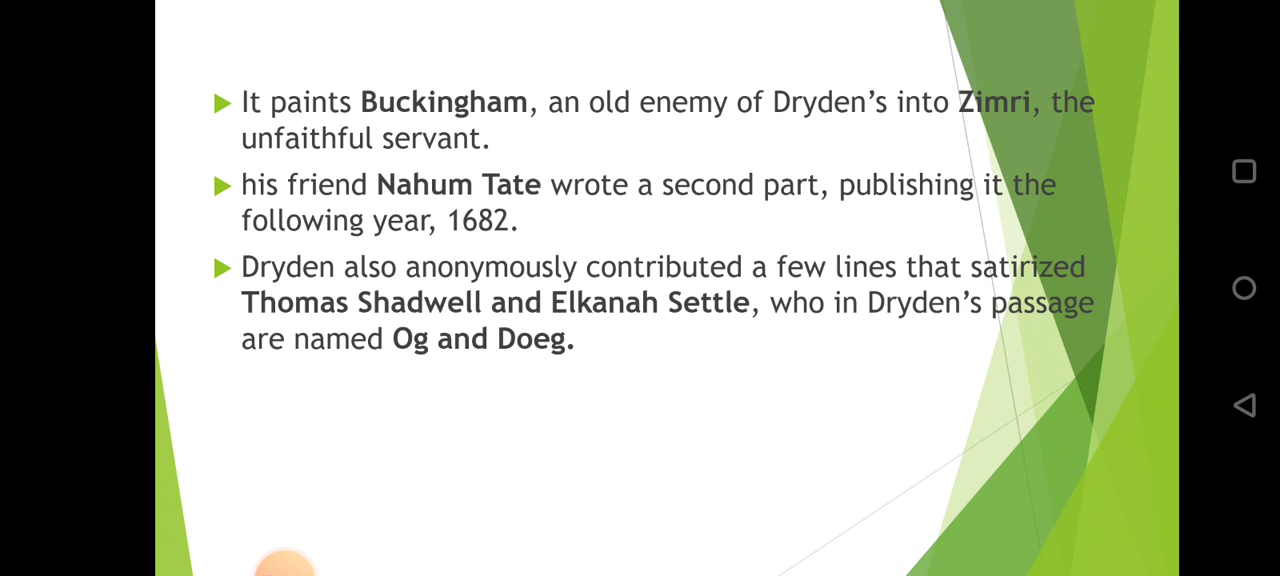 It paints Buckingham, an old enemy of Dryden’s into Zimri, the
unfaithful servant.
his friend Nahum Tate wrote a second part, publishing it the
following year, 1682.
Dryden also anonymously contributed a few lines that satirized
Thomas Shadwell and Elkanah Settle, who in Dryden’s passage
are named Og and Doeg.